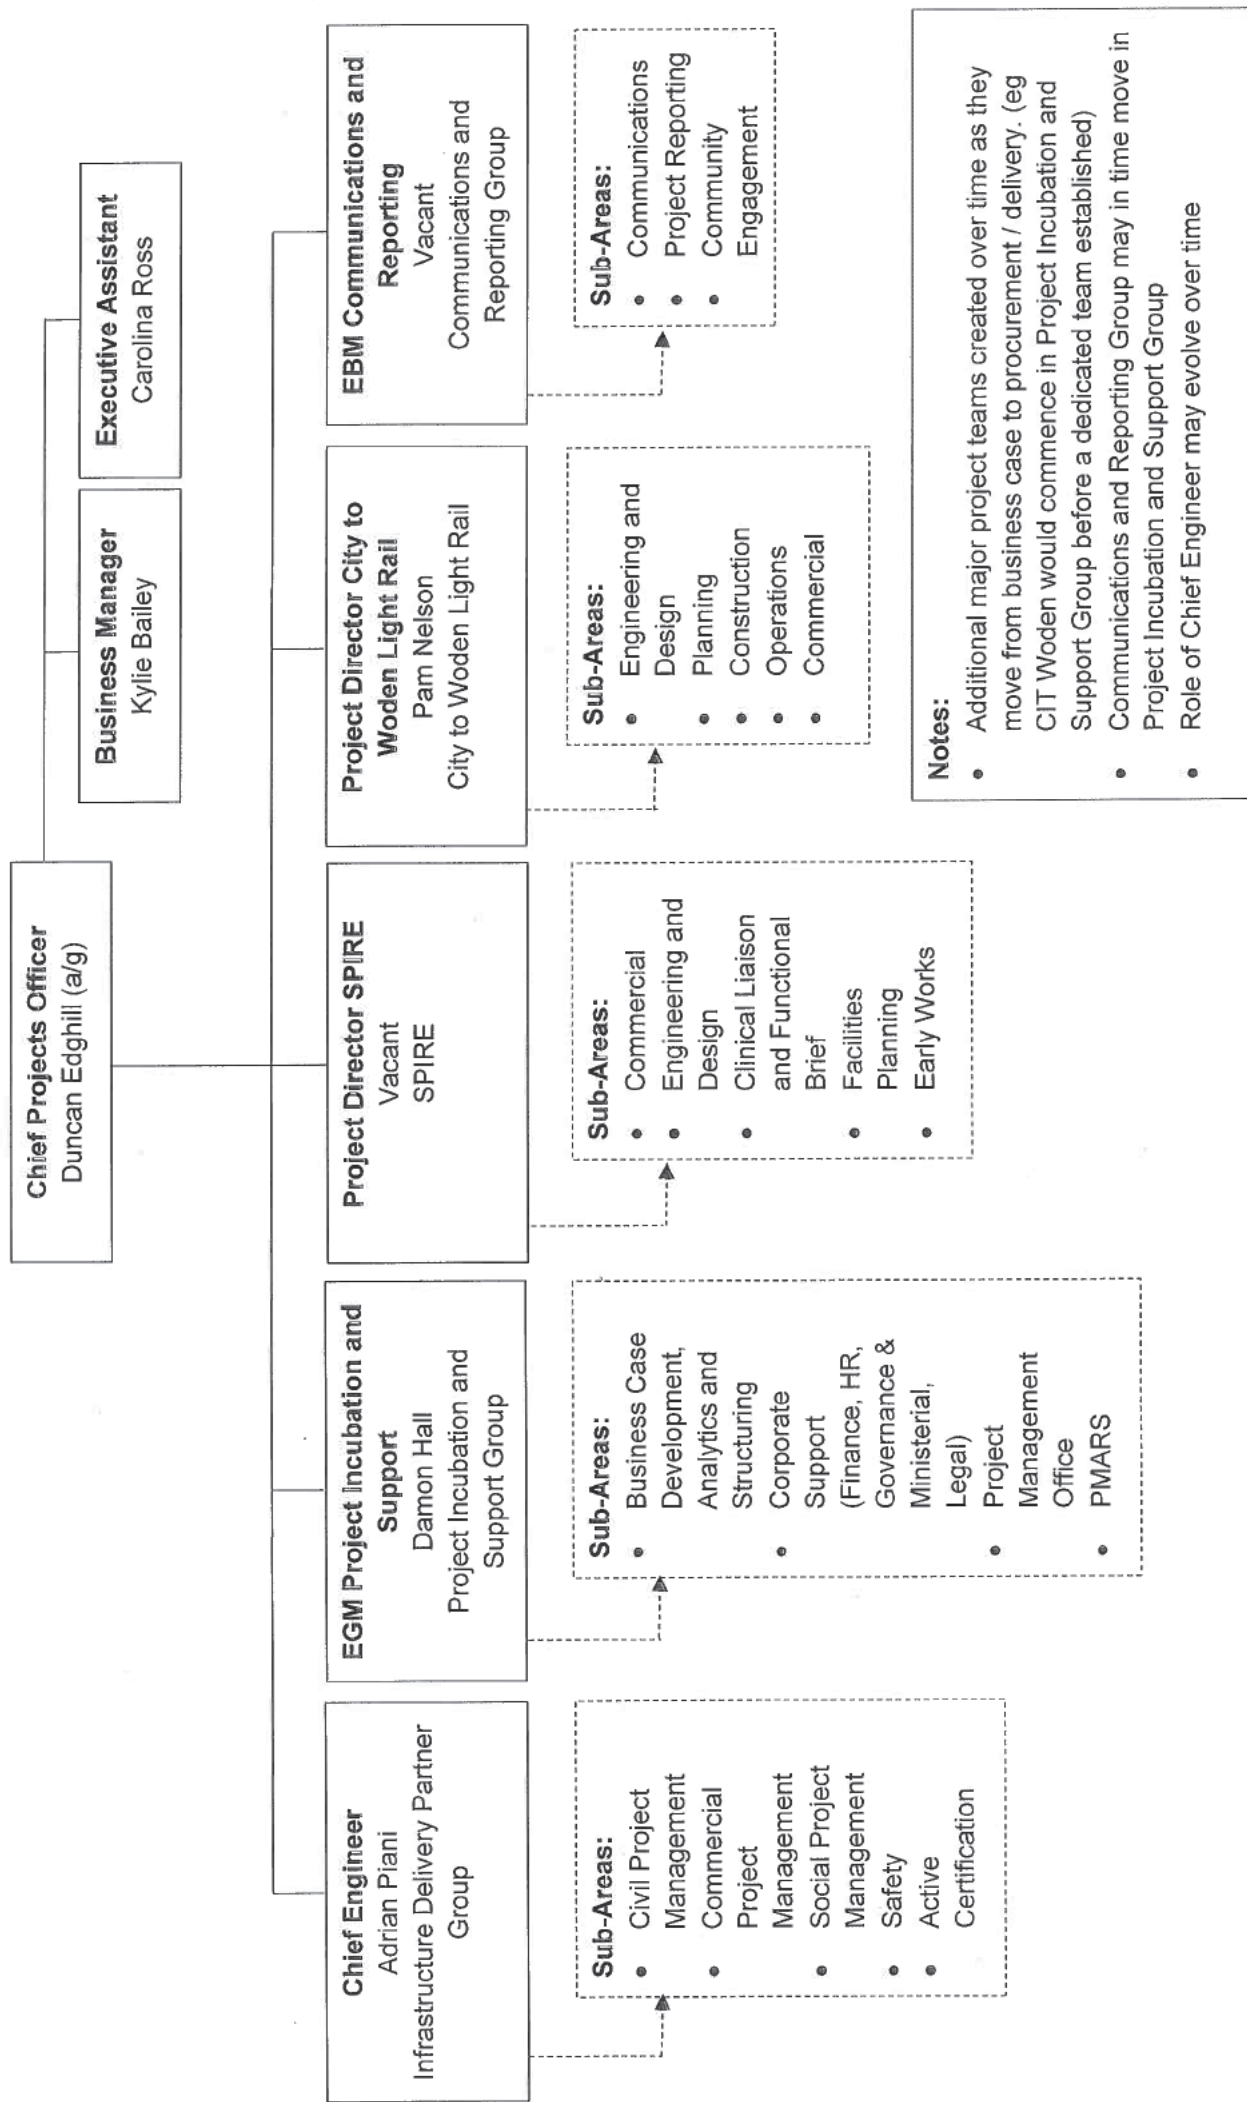 Chief Projects Officer
Duncan Edghill (a/g)
Business Manager
Kylie Bailey
Executive Assistant
Carolina Ross
Chief Engineer
Adrian Piani
Infrastructure Delivery Partner
Group
EGM Project Incubation and
Support
Damon Hall
Project Incubation and
Support Group
Project Director SPIRE
Vacant
SPIRE
Project Director City to
Woden Light Rail
Pam Nelson
City to Woden Light Rail
EBM Communications and
Reporting
Vacant
Communications and
Reporting Group
Sub-Areas:
• Civil Project
Management
• Commercial
Project
Management
• Social Project
Management
• Safety
• Active
Certification
Sub-Areas:
• Business Case
Development,
Analytics and
Structuring
• Corporate
Support
(Finance, HR,
Governance &
Ministerial,
Legal)
• Project
Management
Office
• PMARS
Sub-Areas:
• Commercial
• Engineering and
Design
• Clinical Liaison
and Functional
Brief
• Facilities
Planning
• Early Works
Sub-Areas:
• Engineering and
Design
• Planning
• Construction
• Operations
• Commercial
Sub-Areas:
• Communications
• Project Reporting
• Community
Engagement
Notes:
• Additional major project teams created over time as they
move from business case to procurement / delivery. (eg
CIT Woden would commence in Project Incubation and
Support Group before a dedicated team established)
• Communications and Reporting Group may in time move in
Project Incubation and Support Group
• Role of Chief Engineer may evolve over time